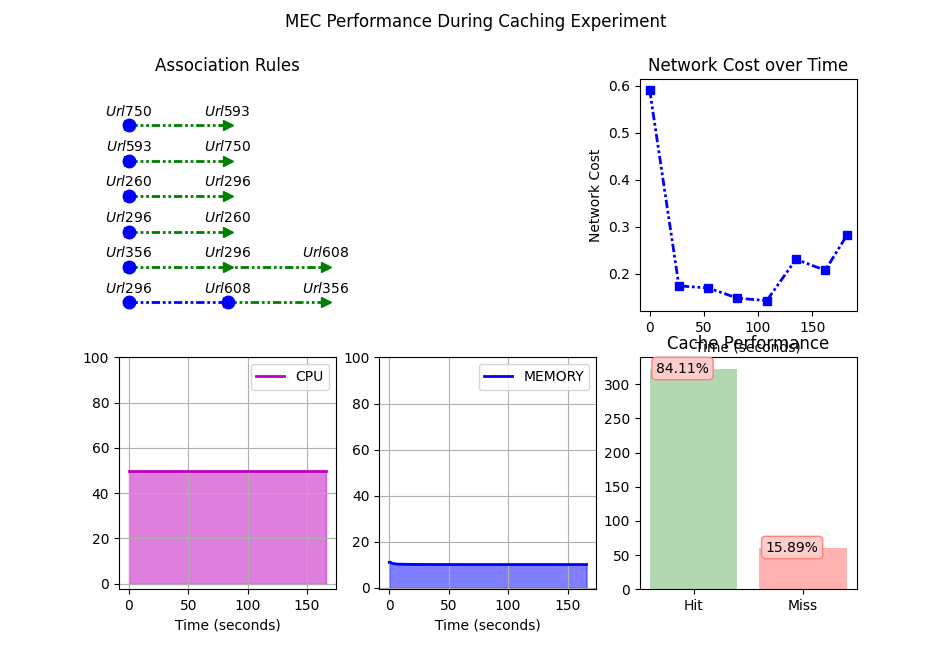 MEC Performance During Caching Experiment
Association Rules
Url750 Url593
Url593 Url750
Url260 Url296
Url296 Url260
Url356 Url296 Url608
Url296 Url608 Url356
Network Cost over Time
Network Cost
0.6
0.5
0.4
0.3
0.2
0 50 100 150
Time (seconds)
100
80
60
40
20
0
CPU
0 50 100 150
Time (seconds)
100
80
60
40
20
0
MEMORY
0 50 100 150
Time (seconds)
Cache Performance
300
250
200
150
100
50
0
84.11%
15.89%
Hit Miss